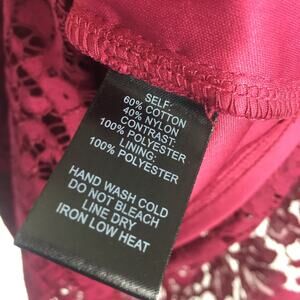 SELF:
60% COTTON
40% NYLON
CONTRAST:
100% POLYESTER
LINING:
100% POLYESTER
HAND WASH COLD
DO NOT BLEACH
LINE DRY
IRON LOW HEAT